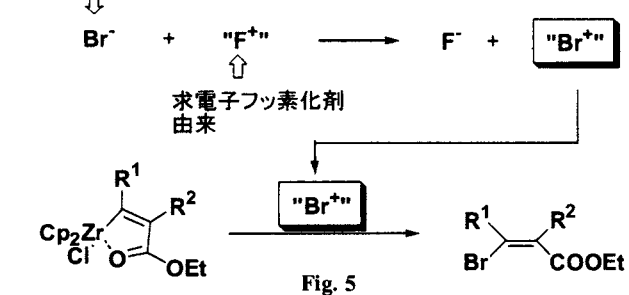 Br- + "F+" → F- + "Br+"
求電子フッ素化剤
由来
R1
R2
Cp2Zr
Cl
O
OEt
"Br+"
R1
R2
Br
COOEt
Fig. 5